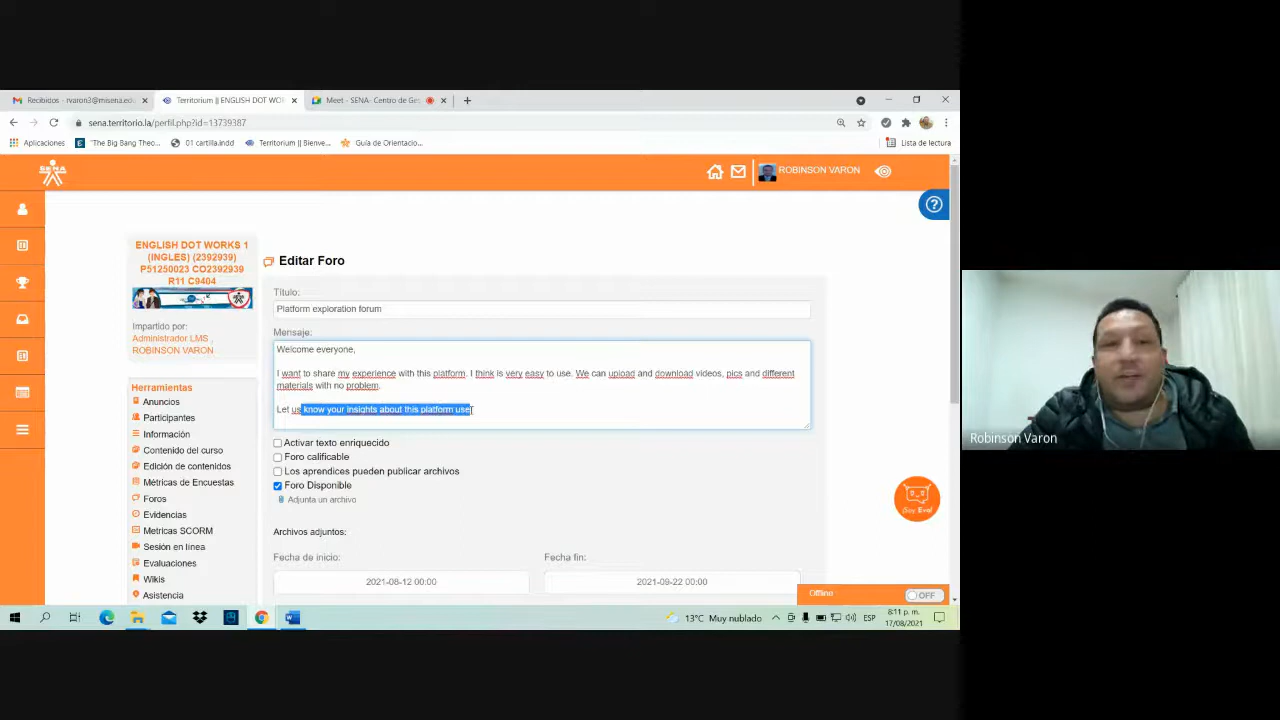 Recibidos - rvaron3@misena.edu
Territorium || ENGLISH DOT WO
Meet - SENA- Centro de Ges
sena.territorio.la/perfil.php?id=13739387
Aplicaciones
"The Big Bang Theo...
01 cartilla.indd
Territorium || Bienve...
Guía de Orientacio...
Lista de lectura
SENA
ROBINSON VARON
ENGLISH DOT WORKS 1
(INGLES) (2392939)
P51250023 CO2392939
R11 C9404
Impartido por:
Administrador LMS ,
ROBINSON VARON
Herramientas
Anuncios
Participantes
Información
Contenido del curso
Edición de contenidos
Métricas de Encuestas
Foros
Evidencias
Metricas SCORM
Sesión en línea
Evaluaciones
Wikis
Asistencia
Editar Foro
Título:
Platform exploration forum
Mensaje:
Welcome everyone,
I want to share my experience with this platform. I think is very easy to use. We can upload and download videos, pics and different
materials with no problem.
Let us know your insights about this platform use
Activar texto enriquecido
Foro calificable
Los aprendices pueden publicar archivos
Foro Disponible
Adjunta un archivo
Archivos adjuntos:
Fecha de inicio:
Fecha fin:
2021-08-12 00:00
2021-09-22 00:00
Offline
OFF
13°C Muy nublado
ESP
8:11 p. m.
17/08/2021
Robinson Varon